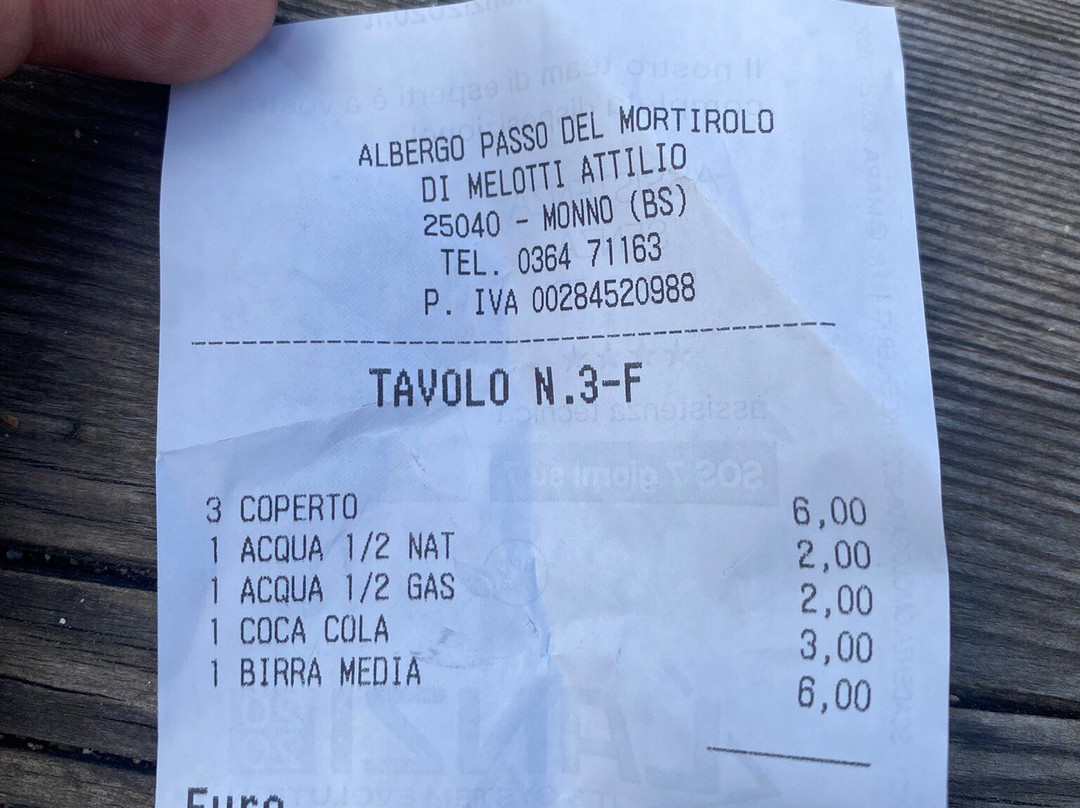 ALBERGO PASSO DEL MORTIROLO
DI MELOTTI ATTILIO
25040 - MONNO (BS)
TEL. 0364 71163
P. IVA 00284520988
TAVOLO N.3-F
3 COPERTO 6,00
1 ACQUA 1/2 NAT 2,00
1 ACQUA 1/2 GAS 2,00
1 COCA COLA 3,00
1 BIRRA MEDIA 6,00
Euro